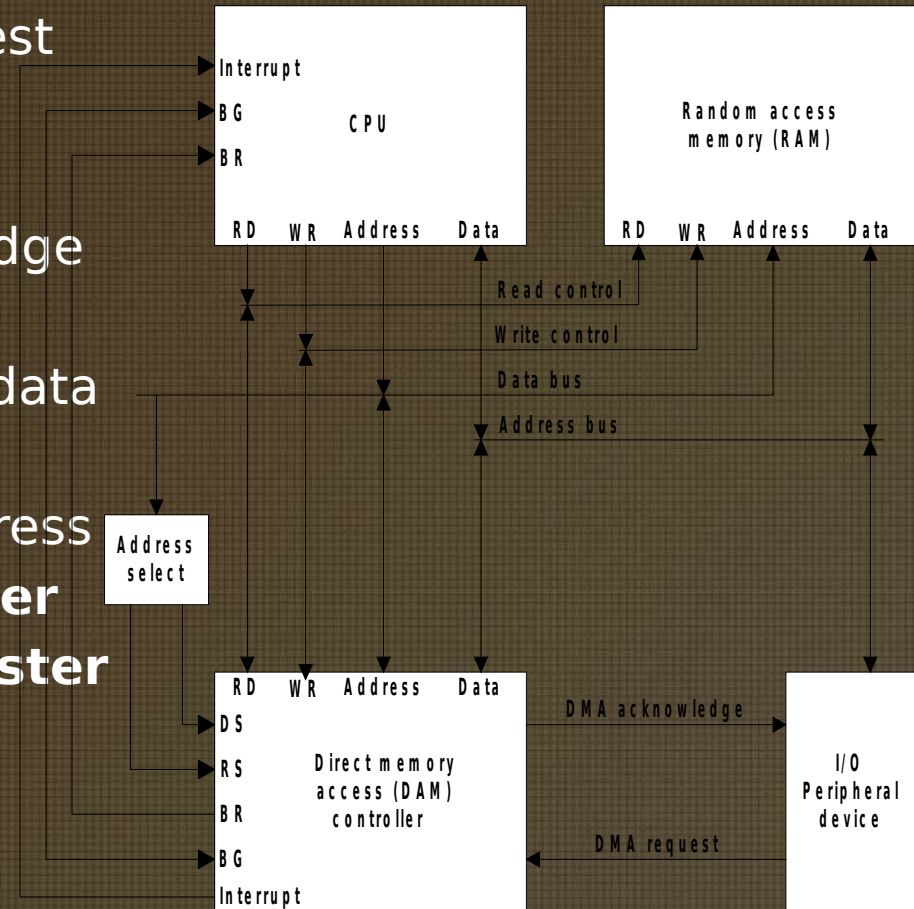 est
dge
data
ress
er
ster
Interrupt
BG
BR
CPU
RD WR Address Data
Random access
memory (RAM)
RD WR Address Data
Read control
Write control
Data bus
Address bus
Address
select
RD WR Address Data
DS
RS
BR
BG
Interrupt
Direct memory
access (DAM)
controller
DMA acknowledge
DMA request
I/O
Peripheral
device